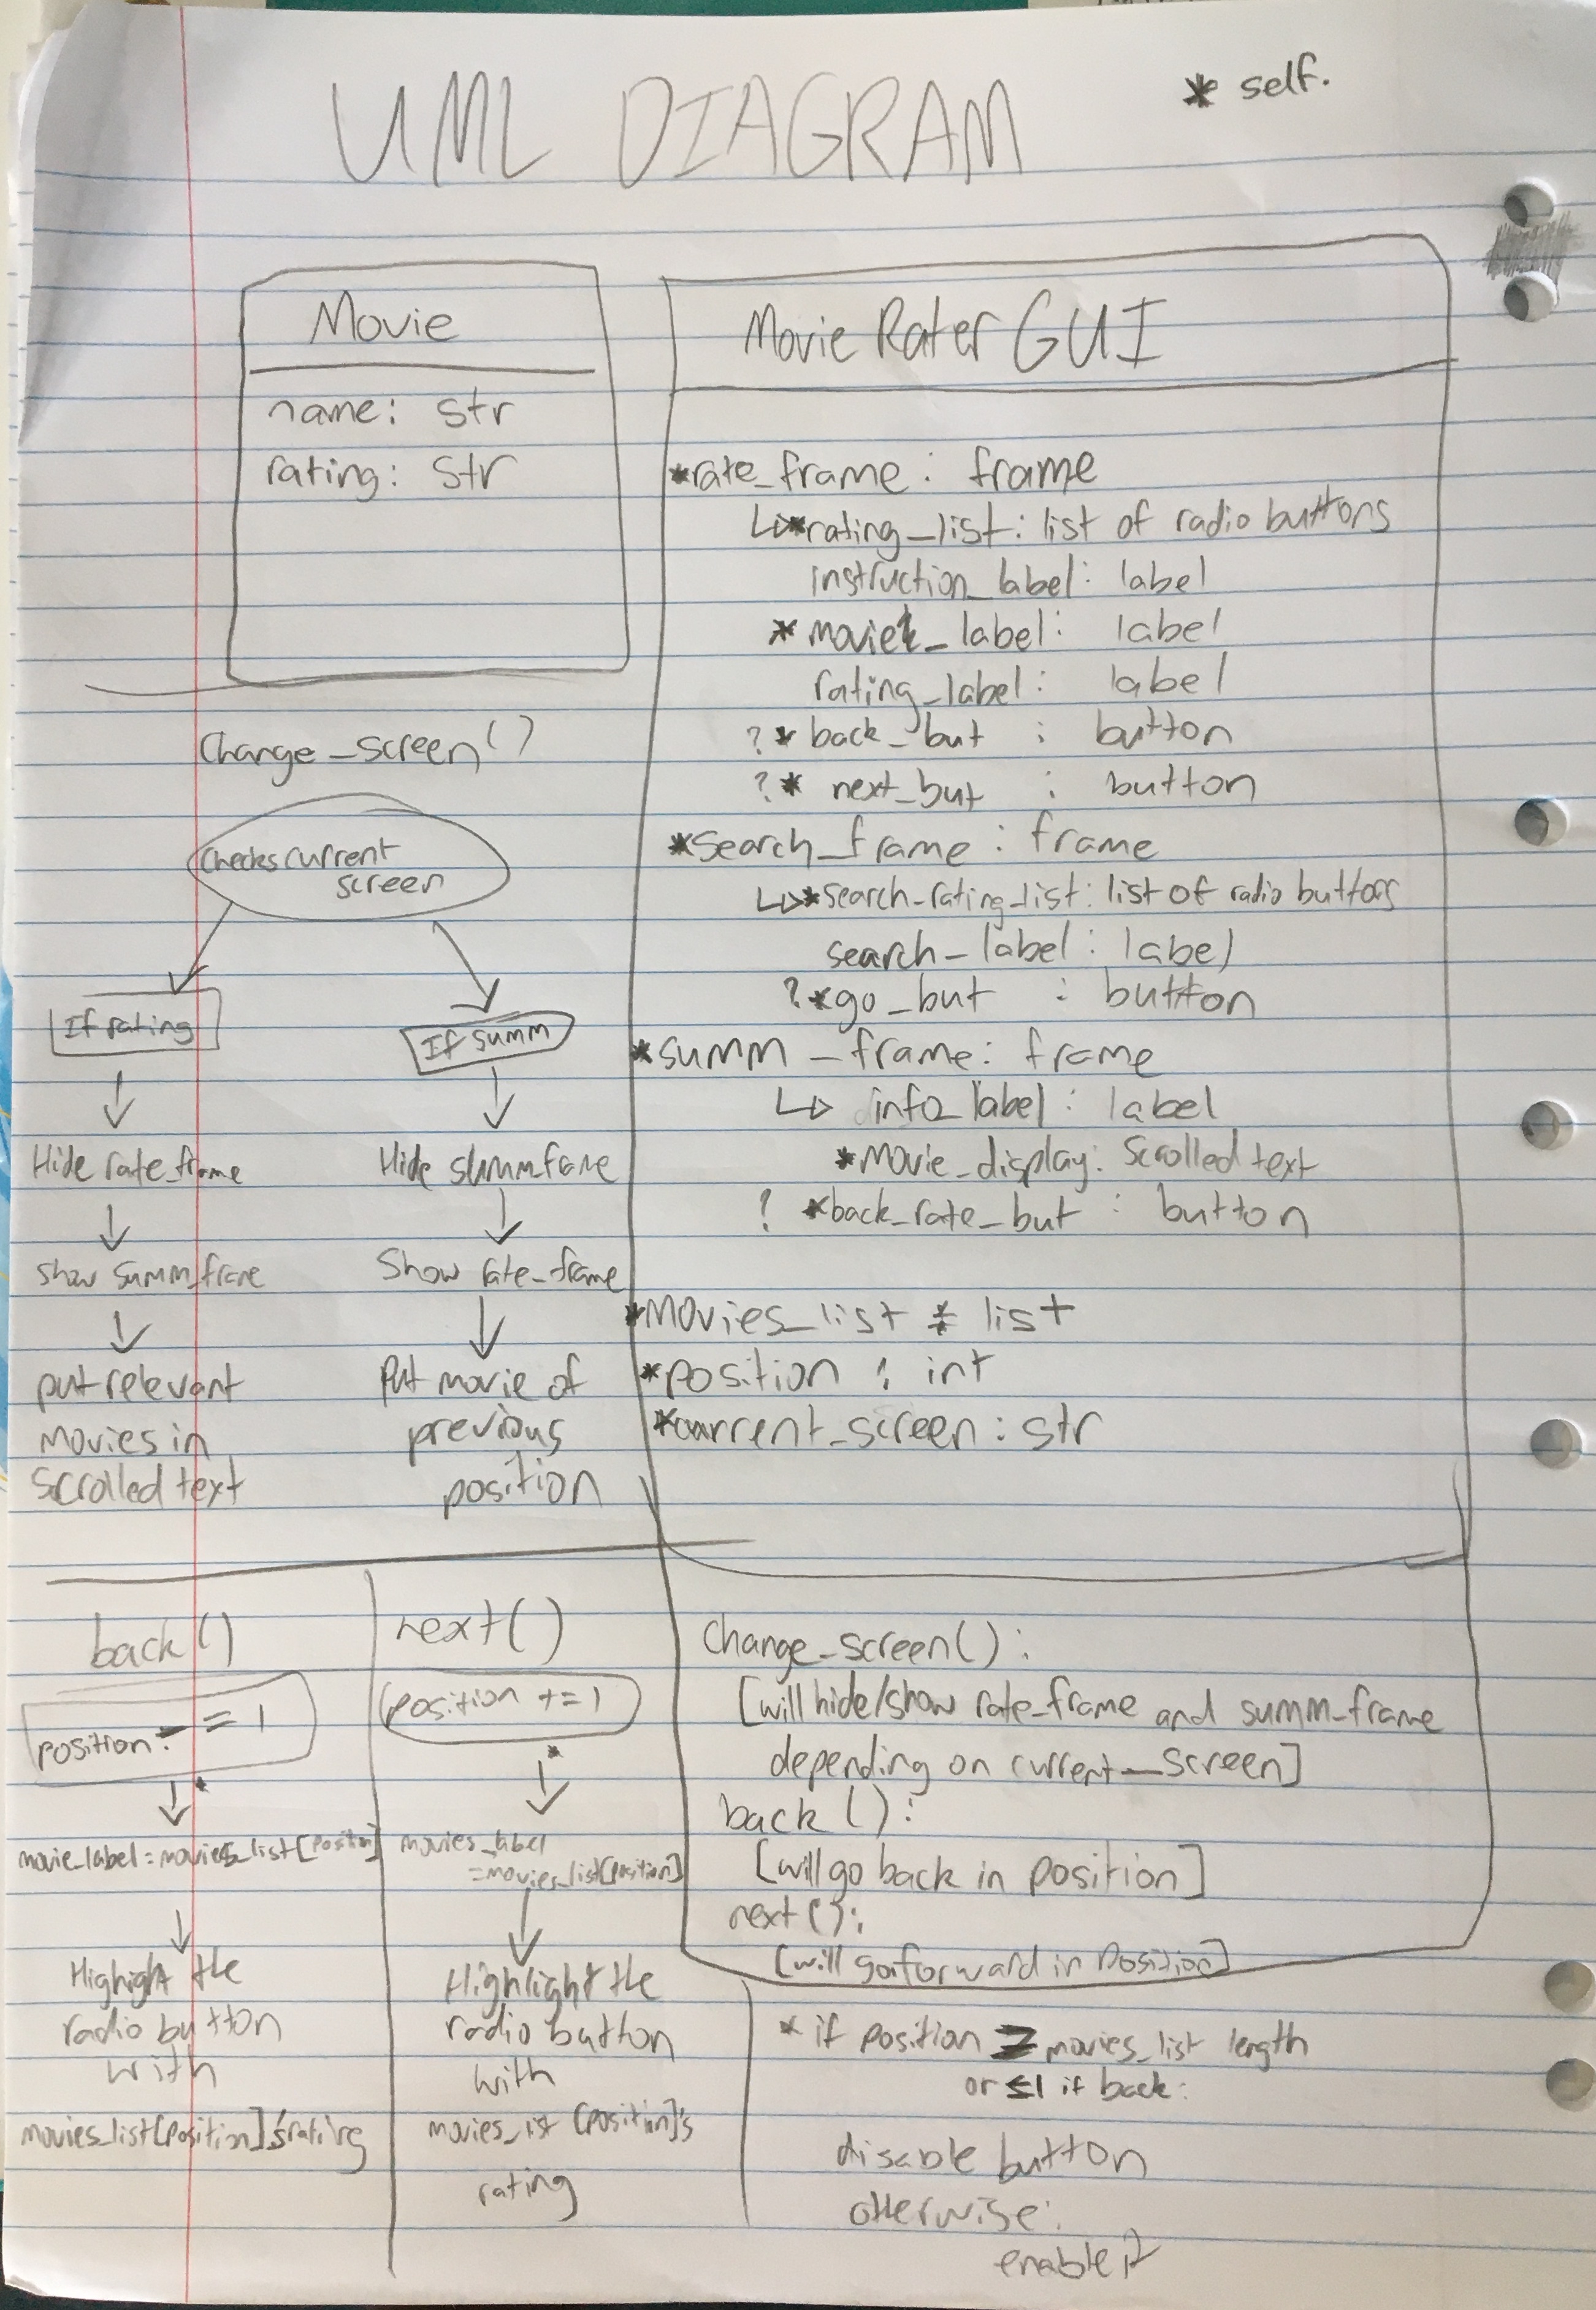 UML DIAGRAM
* self.
Movie
name: str
rating: str
Movie Rater GUI
*rate_frame: frame
↳*rating_list: list of radio buttons
instruction_label: label
*movie_label: label
rating_label: label
?* back_but : button
?* next_but : button
*search_frame: frame
↳*search_rating_list: list of radio buttons
search_label: label
?*go_but : button
*summ_frame: frame
↳ info_label: label
*movie_display: Scrolled text
? *back_rate_but : button
*movies_list : list
*position : int
*current_screen: str
change_screen():
[will hide/show rate_frame and summ_frame
depending on current_screen]
back():
[will go back in position]
next():
[will go forward in position]
Change_screen()
Checks current
screen
If rating
Hide rate_frame
show summ_frame
put relevant
movies in
scrolled text
If summ
Hide summ_frame
Show rate_frame
Put movie of
previous
position
back()
position -= 1
movie_label=movies_list[position]
Highight the
radio button
with
movies_list[position]'s rating
next()
position += 1
movies_label
=movies_list[position]
Highlight the
radio button
with
movies_list[position]'s
rating
* if position ≥ movies_list length
or ≤1 if back:
disable button
otherwise:
enable it